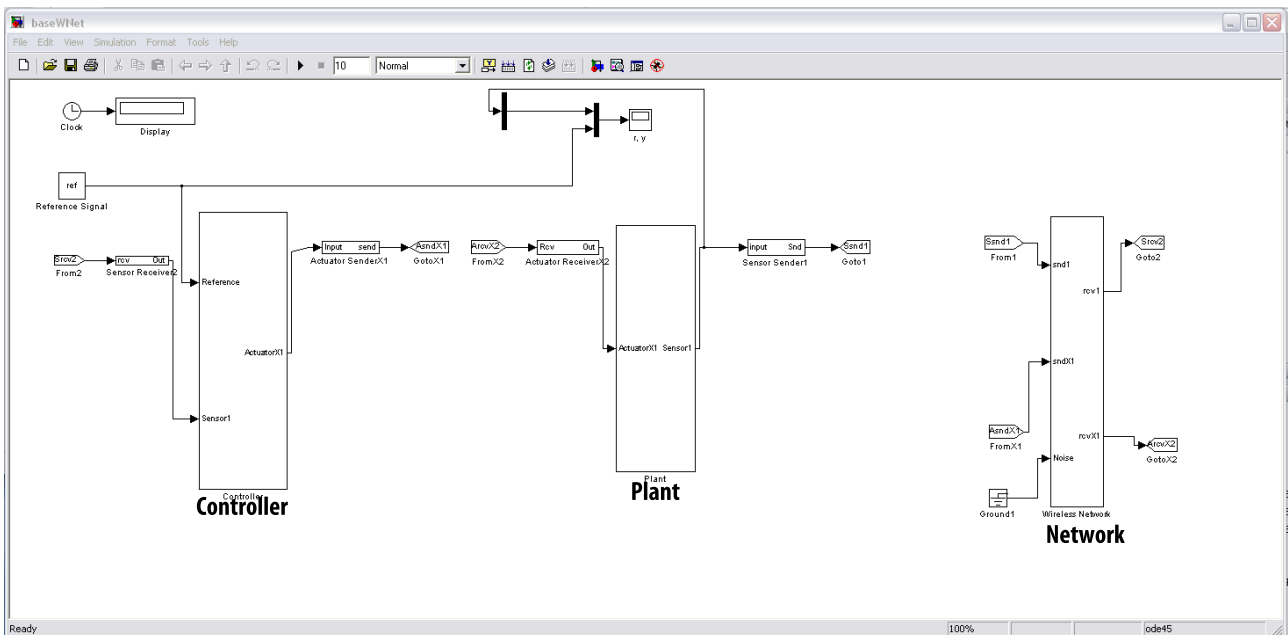 baseWNet
File Edit View Simulation Format Tools Help
10 Normal
Clock
Display
r, y
ref
Reference Signal
Srcv2
From2
rcv Out
Sensor Receiver2
Reference
ActuatorX1
Sensor1
Controller
Controller
Input send
Actuator SenderX1
AsndX1
GotoX1
ArcvX2
FromX2
Rcv Out
Actuator ReceiverX2
ActuatorX1 Sensor1
Plant
Plant
input Snd
Sensor Sender1
Ssnd1
Goto1
Ssnd1
From1
snd1
rcv1
Srcv2
Goto2
sndX1
AsndX1
FromX1
rcvX1
ArcvX2
GotoX2
Noise
Ground1
Wireless Network
Network
Ready 100% ode45